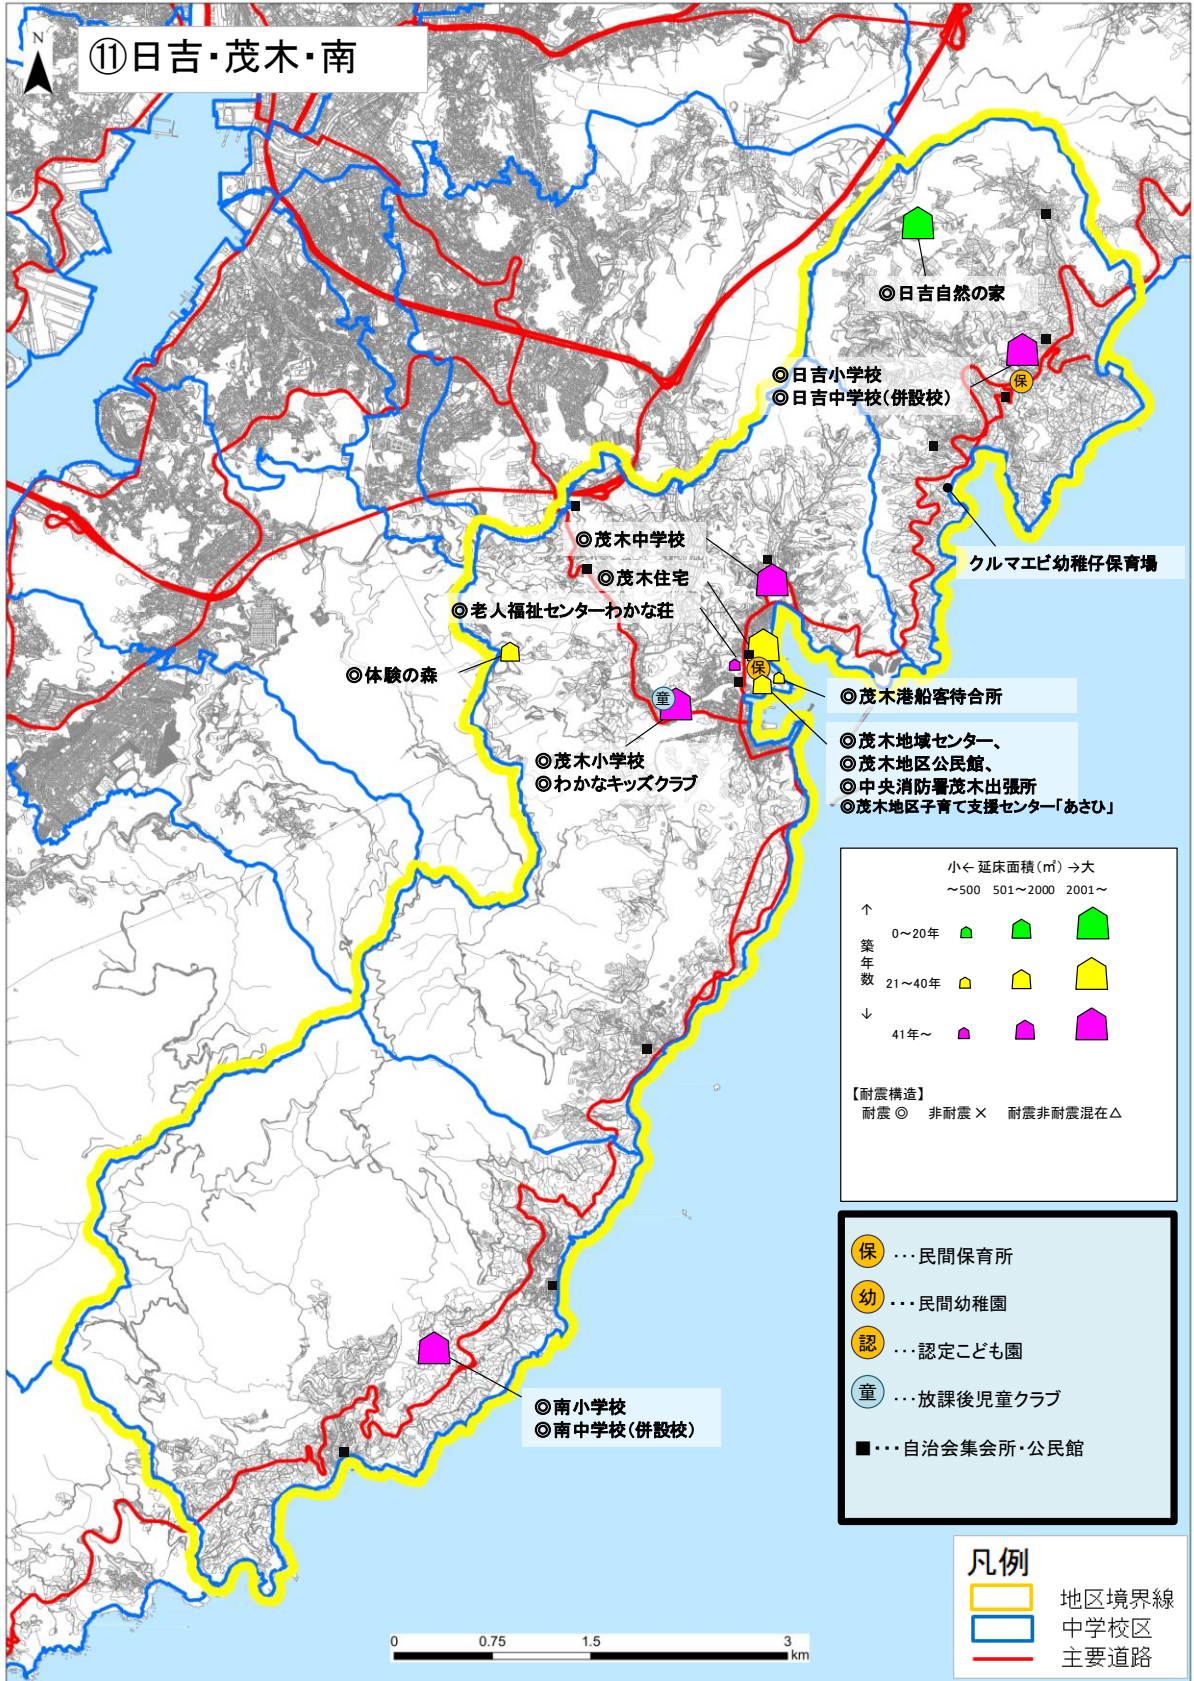 N
⑪日吉・茂木・南
◎日吉自然の家
◎日吉小学校
◎日吉中学校(併設校)
保
クルマエビ幼稚仔保育場
◎茂木中学校
◎茂木住宅
◎老人福祉センターわかな荘
◎体験の森
保
童
◎茂木港船客待合所
◎茂木小学校
◎わかなキッズクラブ
◎茂木地域センター、
◎茂木地区公民館、
◎中央消防署茂木出張所
◎茂木地区子育て支援センター「あさひ」
小← 延床面積(㎡) →大
～500 501～2000 2001～
↑
築年数
↓
0～20年
21～40年
41年～
【耐震構造】
耐震 ◎ 非耐震 × 耐震非耐震混在△
保 …民間保育所
幼 …民間幼稚園
認 …認定こども園
童 …放課後児童クラブ
■…自治会集会所・公民館
◎南小学校
◎南中学校(併設校)
凡例
地区境界線
中学校区
主要道路
0 0.75 1.5 3
km